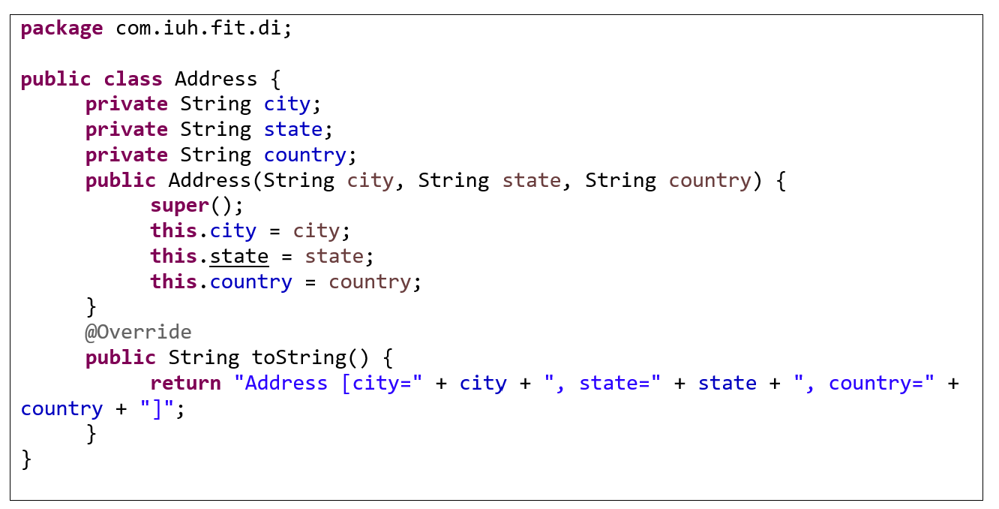 package com.iuh.fit.di;

public class Address {
    private String city;
    private String state;
    private String country;
    public Address(String city, String state, String country) {
        super();
        this.city = city;
        this.state = state;
        this.country = country;
    }
    @Override
    public String toString() {
        return "Address [city=" + city + ", state=" + state + ", country=" +
country + "]";
    }
}